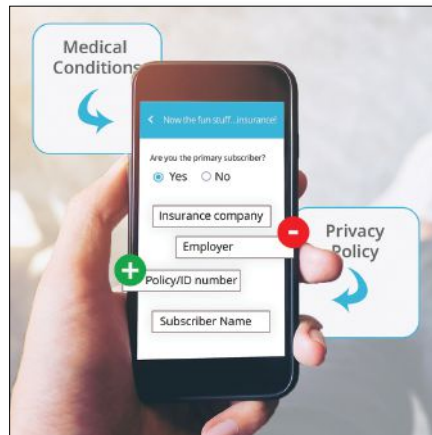 Medical
Conditions
< Now the fun stuff...insurance!
Are you the primary subscriber?
Yes No
Insurance company
Employer
Policy/ID number
Subscriber Name
Privacy
Policy